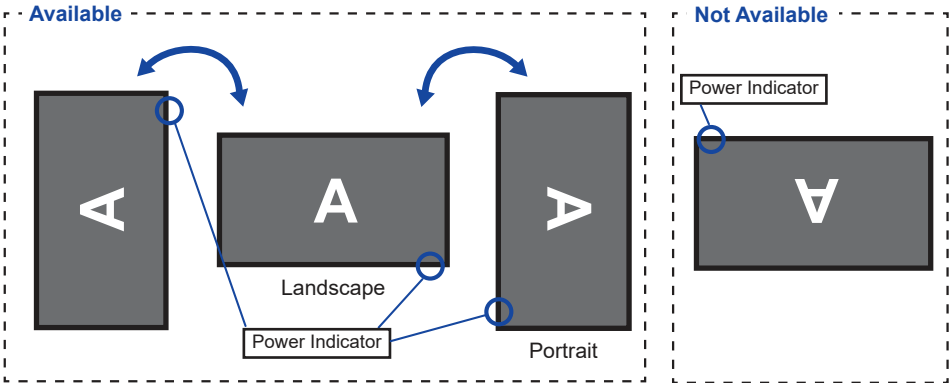 Available
Not Available
Power Indicator
A
A
A
A
Landscape
Power Indicator
Portrait